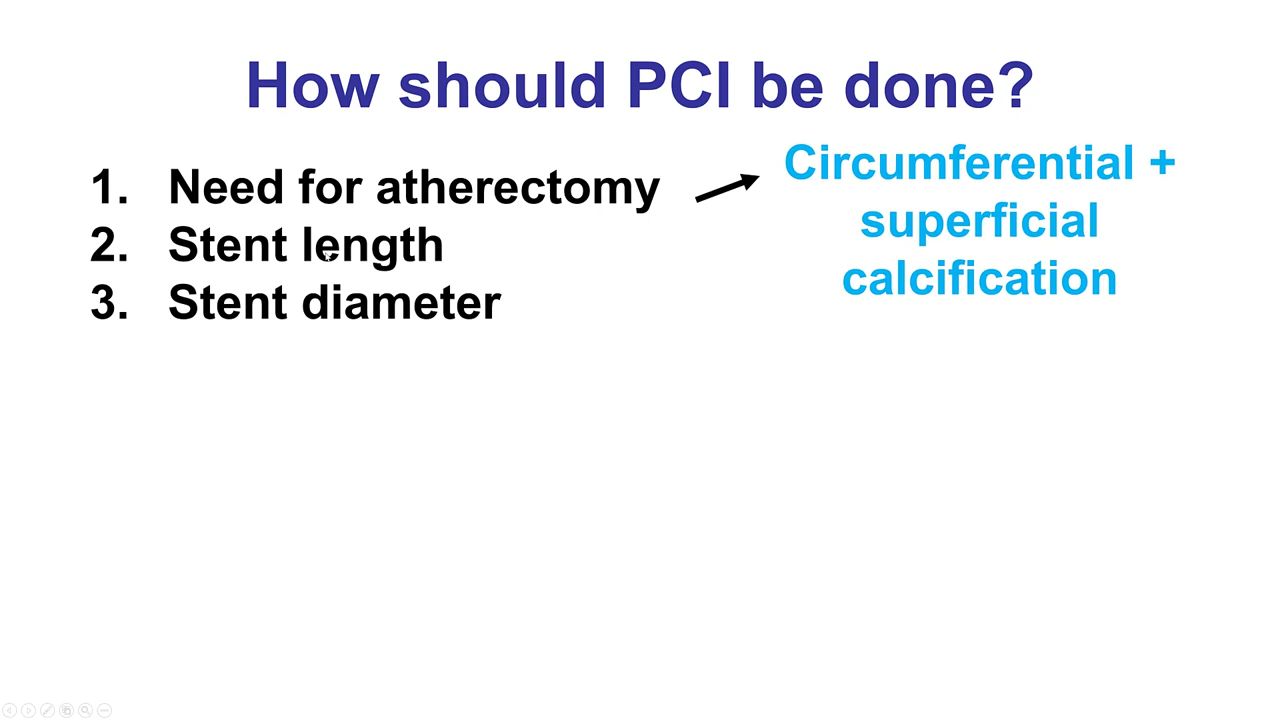 How should PCI be done?
1. Need for atherectomy
2. Stent length
3. Stent diameter
Circumferential +
superficial
calcification